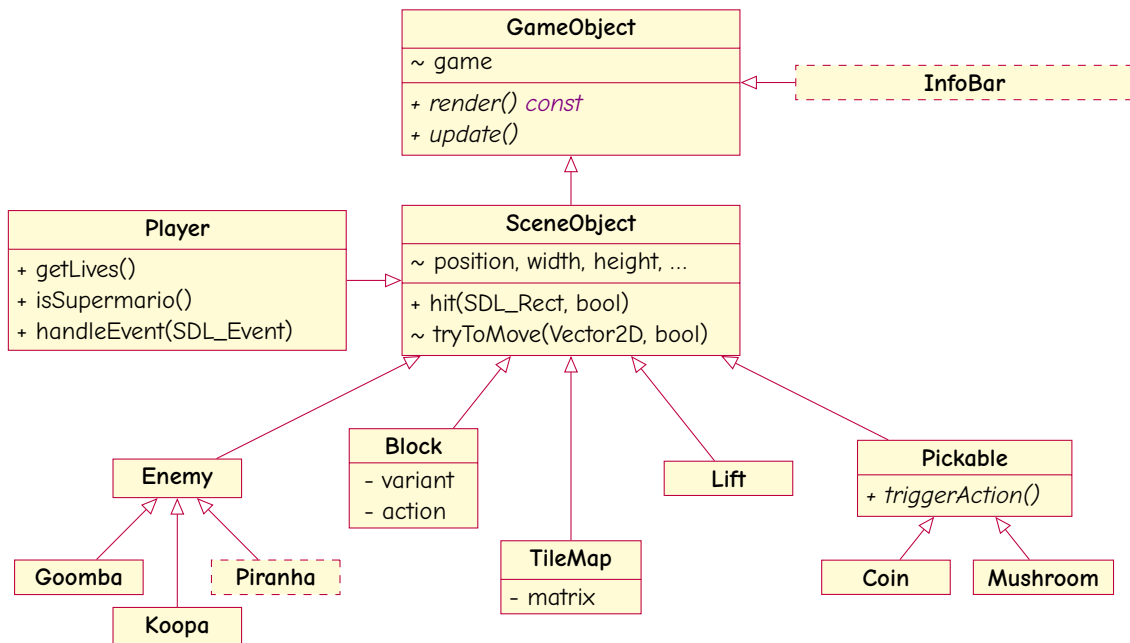 GameObject
~ game
+ render() const
+ update()
InfoBar
Player
+ getLives()
+ isSupermario()
+ handleEvent(SDL_Event)
SceneObject
~ position, width, height, ...
+ hit(SDL_Rect, bool)
~ tryToMove(Vector2D, bool)
Enemy
Block
- variant
- action
Lift
Pickable
+ triggerAction()
Goomba
Koopa
Piranha
TileMap
- matrix
Coin
Mushroom